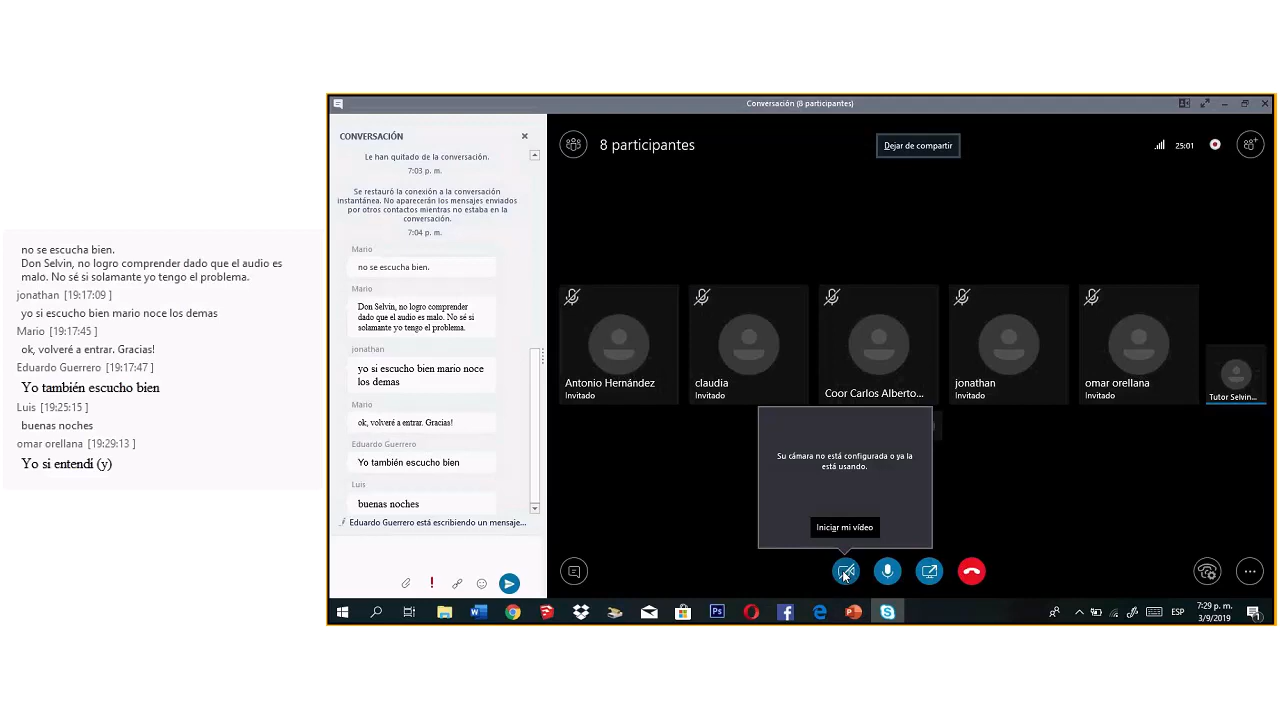 no se escucha bien.
Don Selvin, no logro comprender dado que el audio es
malo. No sé si solamante yo tengo el problema.
jonathan [19:17:09 ]
yo si escucho bien mario noce los demas
Mario [19:17:45 ]
ok, volveré a entrar. Gracias!
Eduardo Guerrero [19:17:47 ]
Yo también escucho bien
Luis [19:25:15 ]
buenas noches
omar orellana [19:29:13 ]
Yo si entendí (y)
Conversación (8 participantes)
CONVERSACIÓN
Le han quitado de la conversación.
7:03 p. m.
Se restauró la conexión a la conversación
instantánea. No aparecerán los mensajes enviados
por otros contactos mientras no estaba en la
conversación.
7:04 p. m.
Mario
no se escucha bien.
Mario
Don Selvin, no logro comprender
dado que el audio es malo. No sé si
solamante yo tengo el problema.
jonathan
yo si escucho bien mario noce
los demas
Mario
ok, volveré a entrar. Gracias!
Eduardo Guerrero
Yo también escucho bien
Luis
buenas noches
Eduardo Guerrero está escribiendo un mensaje...
8 participantes
Dejar de compartir
25:01
Antonio Hernández
Invitado
claudia
Invitado
Coor Carlos Alberto...
jonathan
Invitado
omar orellana
Invitado
Tutor Selvin...
Su cámara no está configurada o ya la
está usando.
Iniciar mi vídeo
ESP
7:29 p. m.
3/9/2019